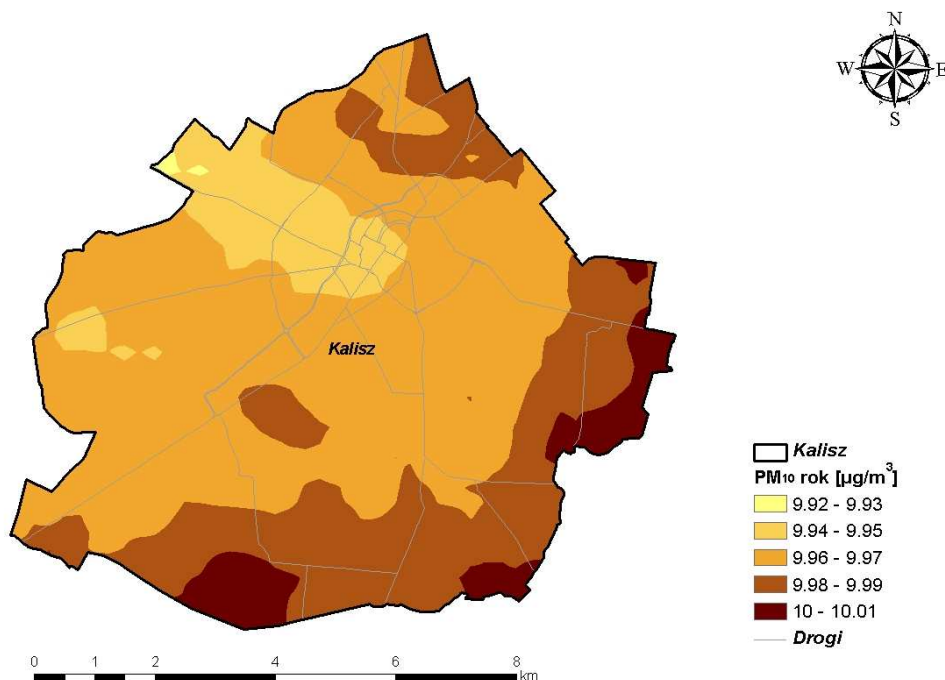 N
W E
S
Kalisz
Kalisz
PM₁₀ rok [µg/m³]
9.92 - 9.93
9.94 - 9.95
9.96 - 9.97
9.98 - 9.99
10 - 10.01
Drogi
0 1 2 4 6 8
km